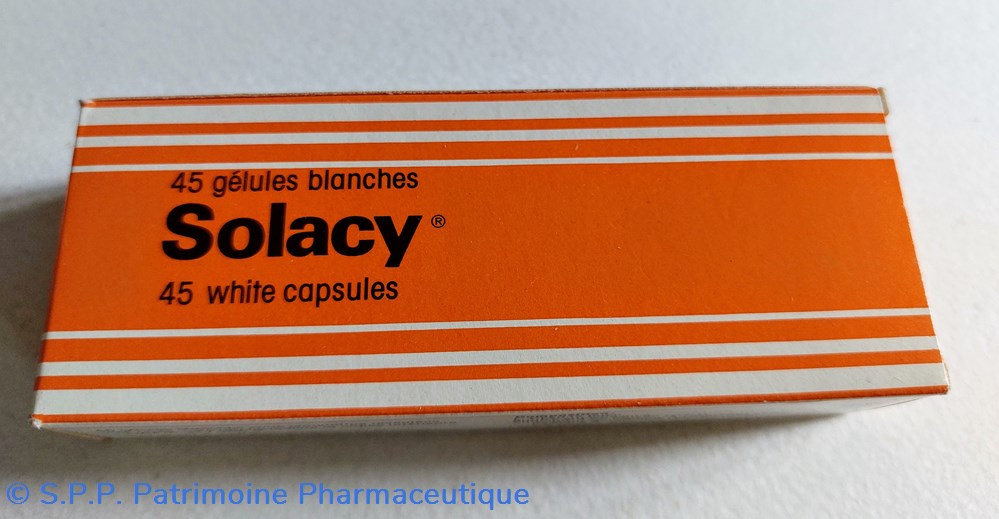 45 gélules blanches
Solacy®
45 white capsules
© S.P.P. Patrimoine Pharmaceutique